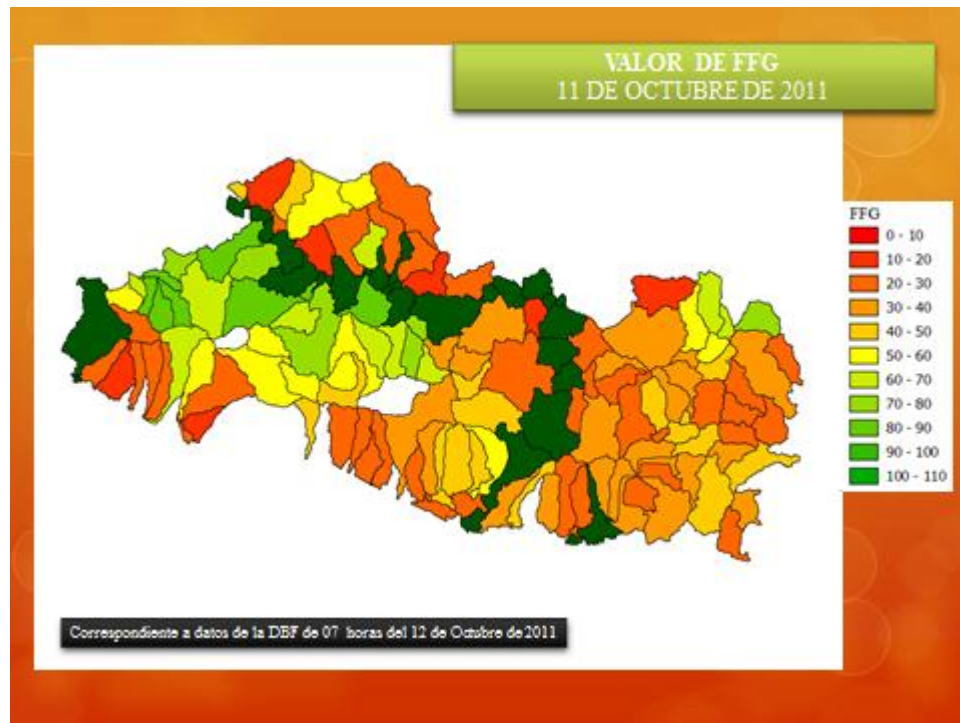 VALOR DE FFG
11 DE OCTUBRE DE 2011
FFG
0 - 10
10 - 20
20 - 30
30 - 40
40 - 50
50 - 60
60 - 70
70 - 80
80 - 90
90 - 100
100 - 110
Correspondiente a datos de la DBF de 07 horas del 12 de Octubre de 2011